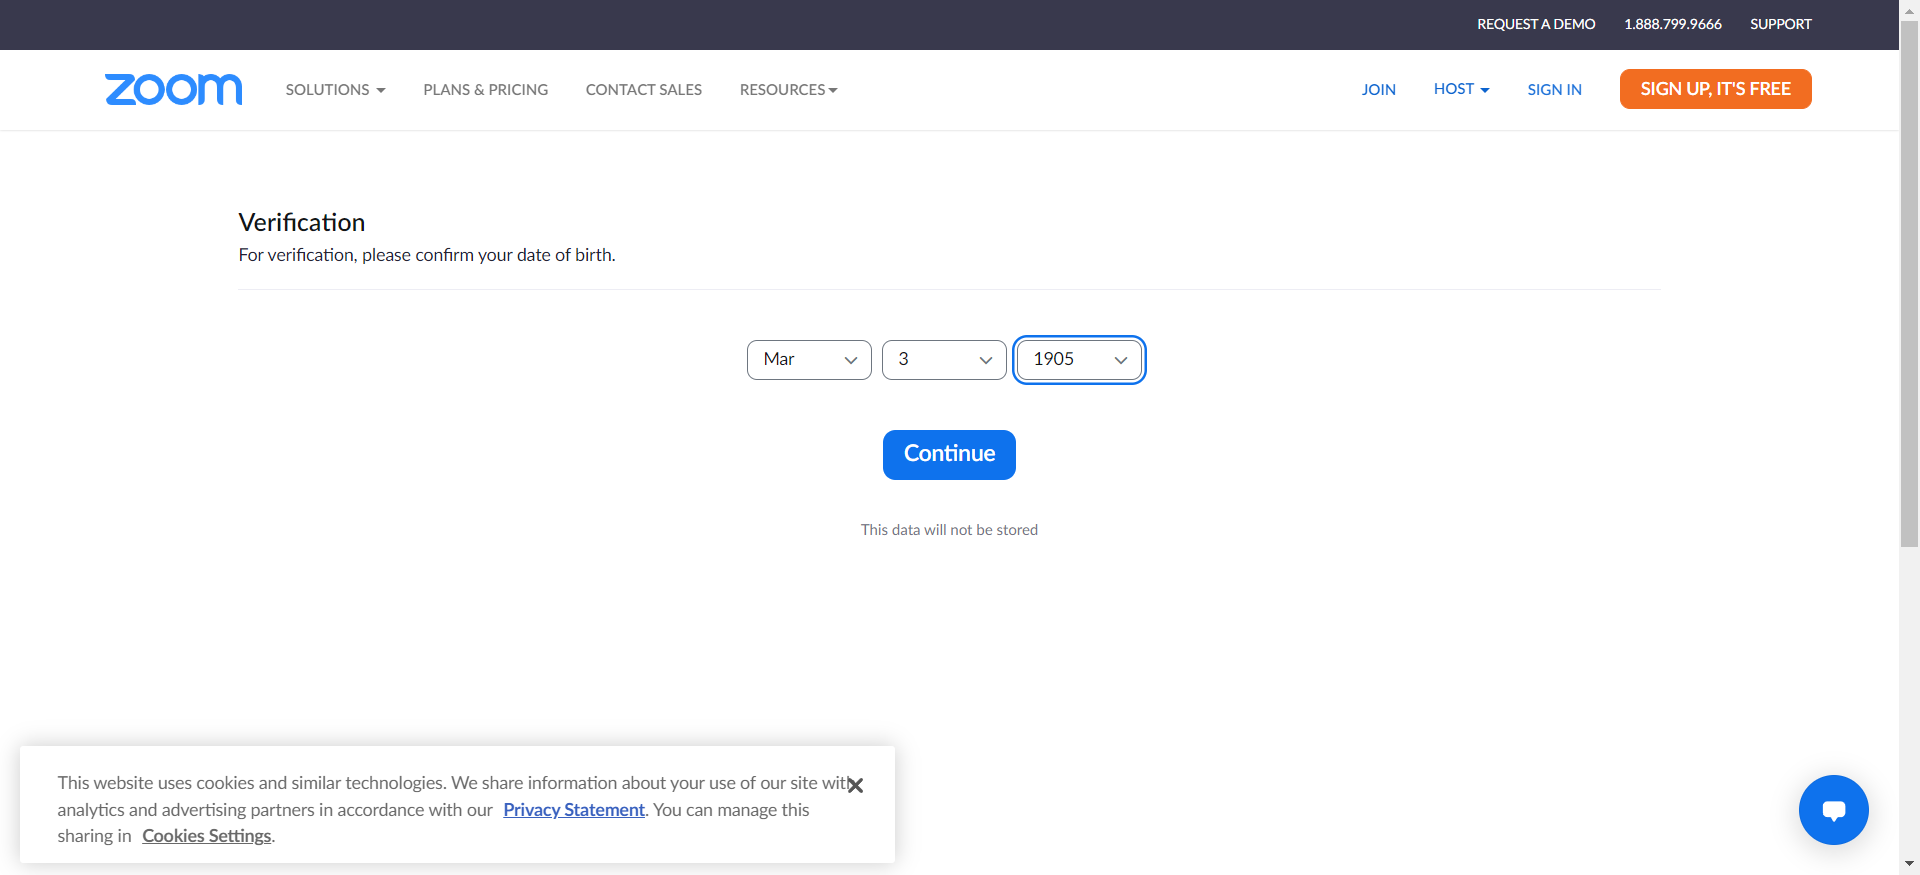 REQUEST A DEMO 1.888.799.9666 SUPPORT
zoom SOLUTIONS PLANS & PRICING CONTACT SALES RESOURCES JOIN HOST SIGN IN SIGN UP, IT'S FREE
Verification
For verification, please confirm your date of birth.
Mar 3 1905
Continue
This data will not be stored
This website uses cookies and similar technologies. We share information about your use of our site with
analytics and advertising partners in accordance with our Privacy Statement. You can manage this
sharing in Cookies Settings.